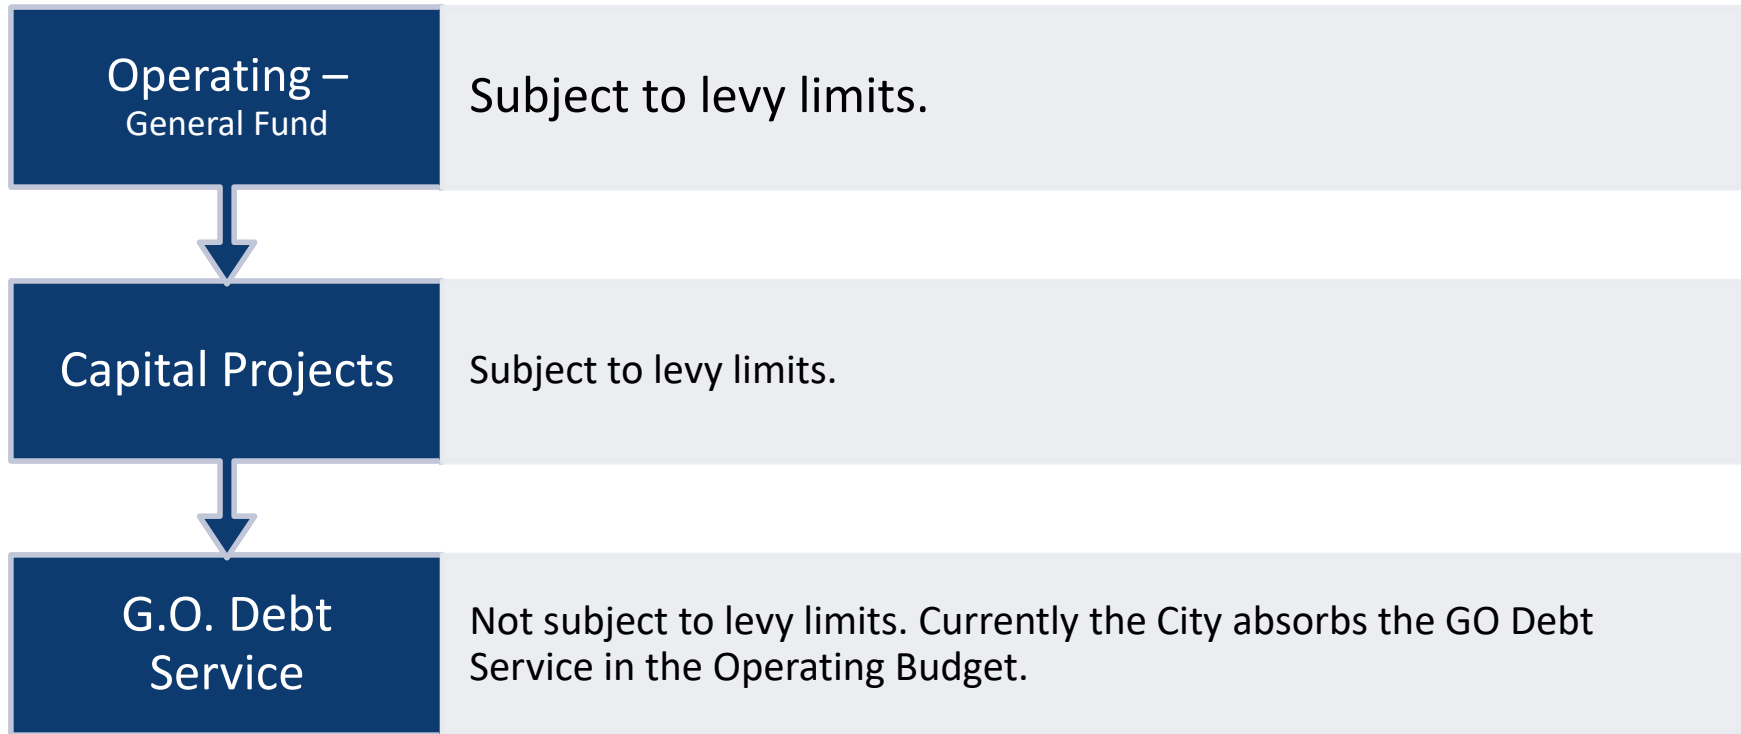 Operating –
General Fund
Subject to levy limits.
Capital Projects
Subject to levy limits.
G.O. Debt
Service
Not subject to levy limits. Currently the City absorbs the GO Debt
Service in the Operating Budget.